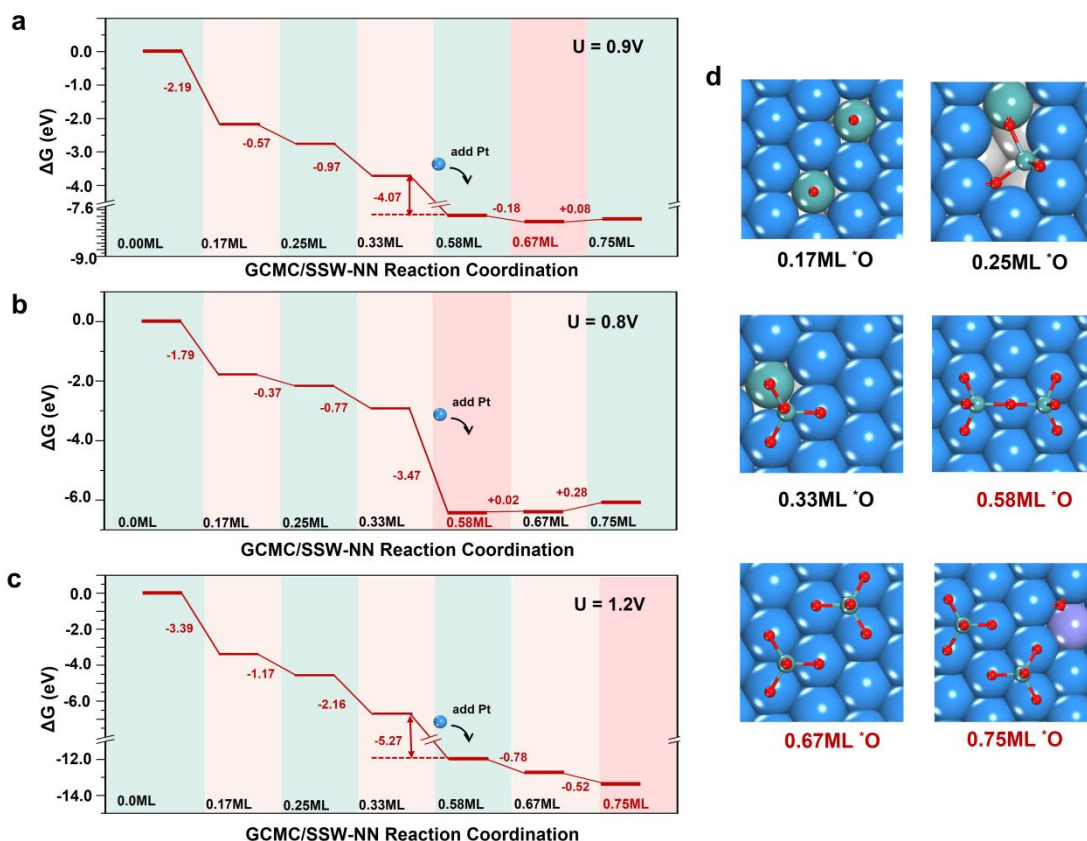 a
U = 0.9V
ΔG (eV)
0.0
-1.0
-2.0
-3.0
-4.0
-7.6
-9.0
-2.19
-0.57
-0.97
add Pt
-4.07
-0.18
+0.08
0.00ML
0.17ML
0.25ML
0.33ML
0.58ML
0.67ML
0.75ML
GCMC/SSW-NN Reaction Coordination
b
U = 0.8V
ΔG (eV)
0.0
-2.0
-4.0
-6.0
-1.79
-0.37
-0.77
add Pt
-3.47
+0.02
+0.28
0.0ML
0.17ML
0.25ML
0.33ML
0.58ML
0.67ML
0.75ML
GCMC/SSW-NN Reaction Coordination
c
U = 1.2V
ΔG (eV)
0.0
-2.0
-4.0
-6.0
-12.0
-14.0
-3.39
-1.17
-2.16
add Pt
-5.27
-0.78
-0.52
0.0ML
0.17ML
0.25ML
0.33ML
0.58ML
0.67ML
0.75ML
GCMC/SSW-NN Reaction Coordination
d
0.17ML *O
0.25ML *O
0.33ML *O
0.58ML *O
0.67ML *O
0.75ML *O